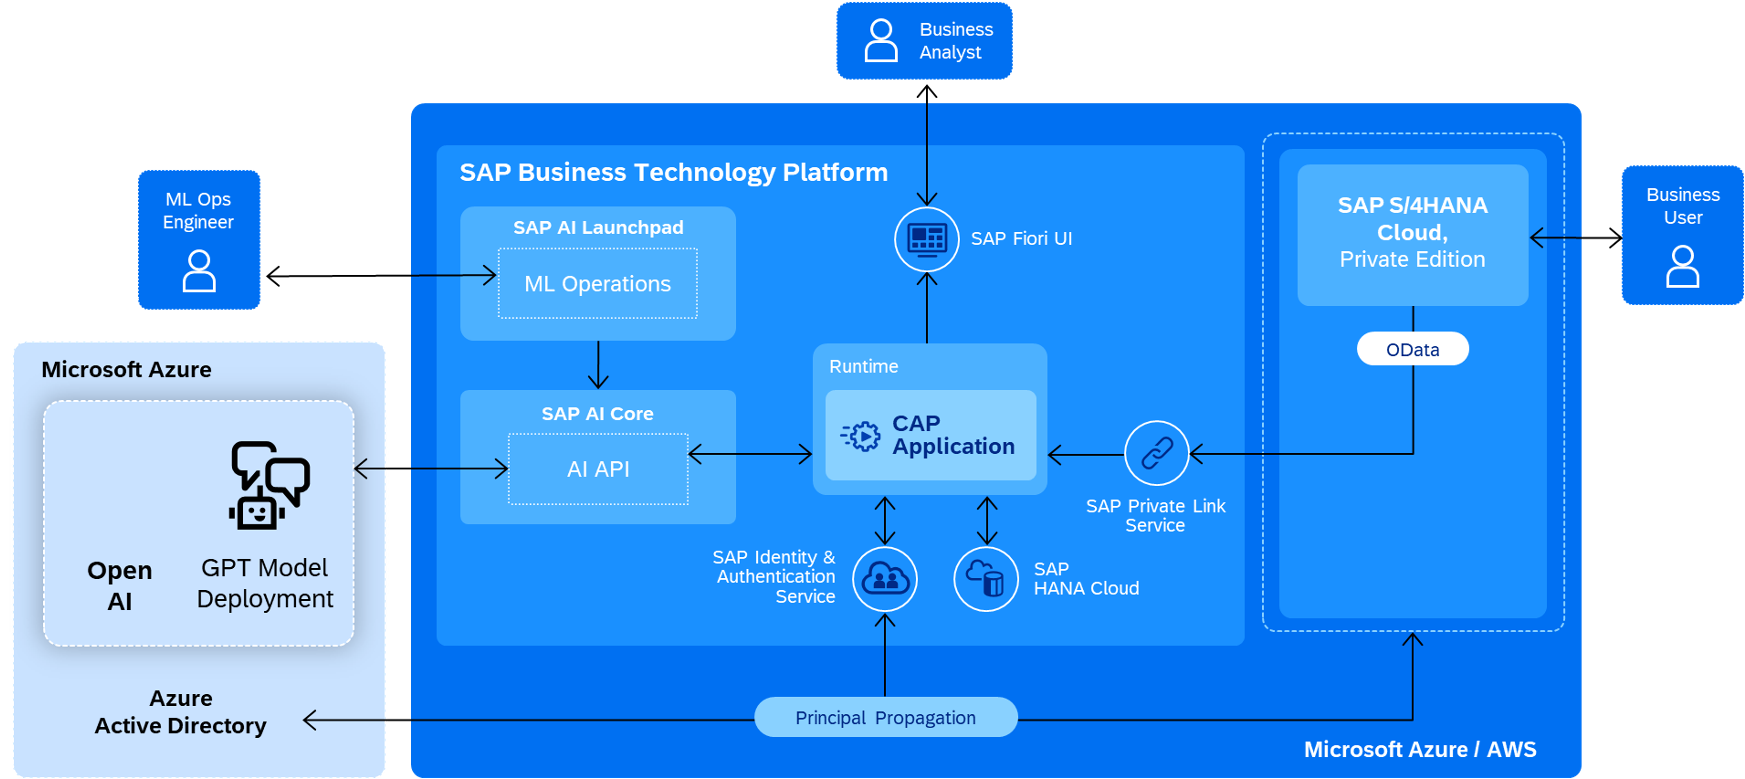 Business
Analyst
SAP Business Technology Platform
ML Ops
Engineer
SAP AI Launchpad
ML Operations
SAP Fiori UI
SAP S/4HANA
Cloud,
Private Edition
Business
User
OData
Microsoft Azure
Open
AI
GPT Model
Deployment
SAP AI Core
AI API
Runtime
CAP
Application
SAP Private Link
Service
SAP Identity &
Authentication
Service
SAP
HANA Cloud
Azure
Active Directory
Principal Propagation
Microsoft Azure / AWS